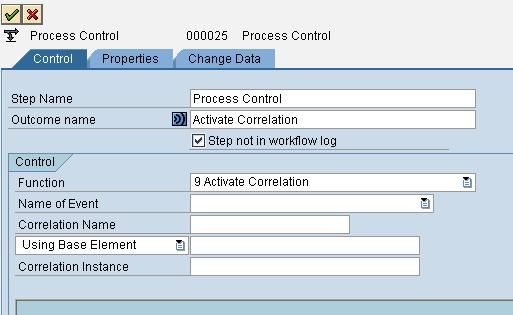 Process Control 000025 Process Control
Control Properties Change Data
Step Name Process Control
Outcome name Activate Correlation
Step not in workflow log
Control
Function 9 Activate Correlation
Name of Event
Correlation Name
Using Base Element
Correlation Instance